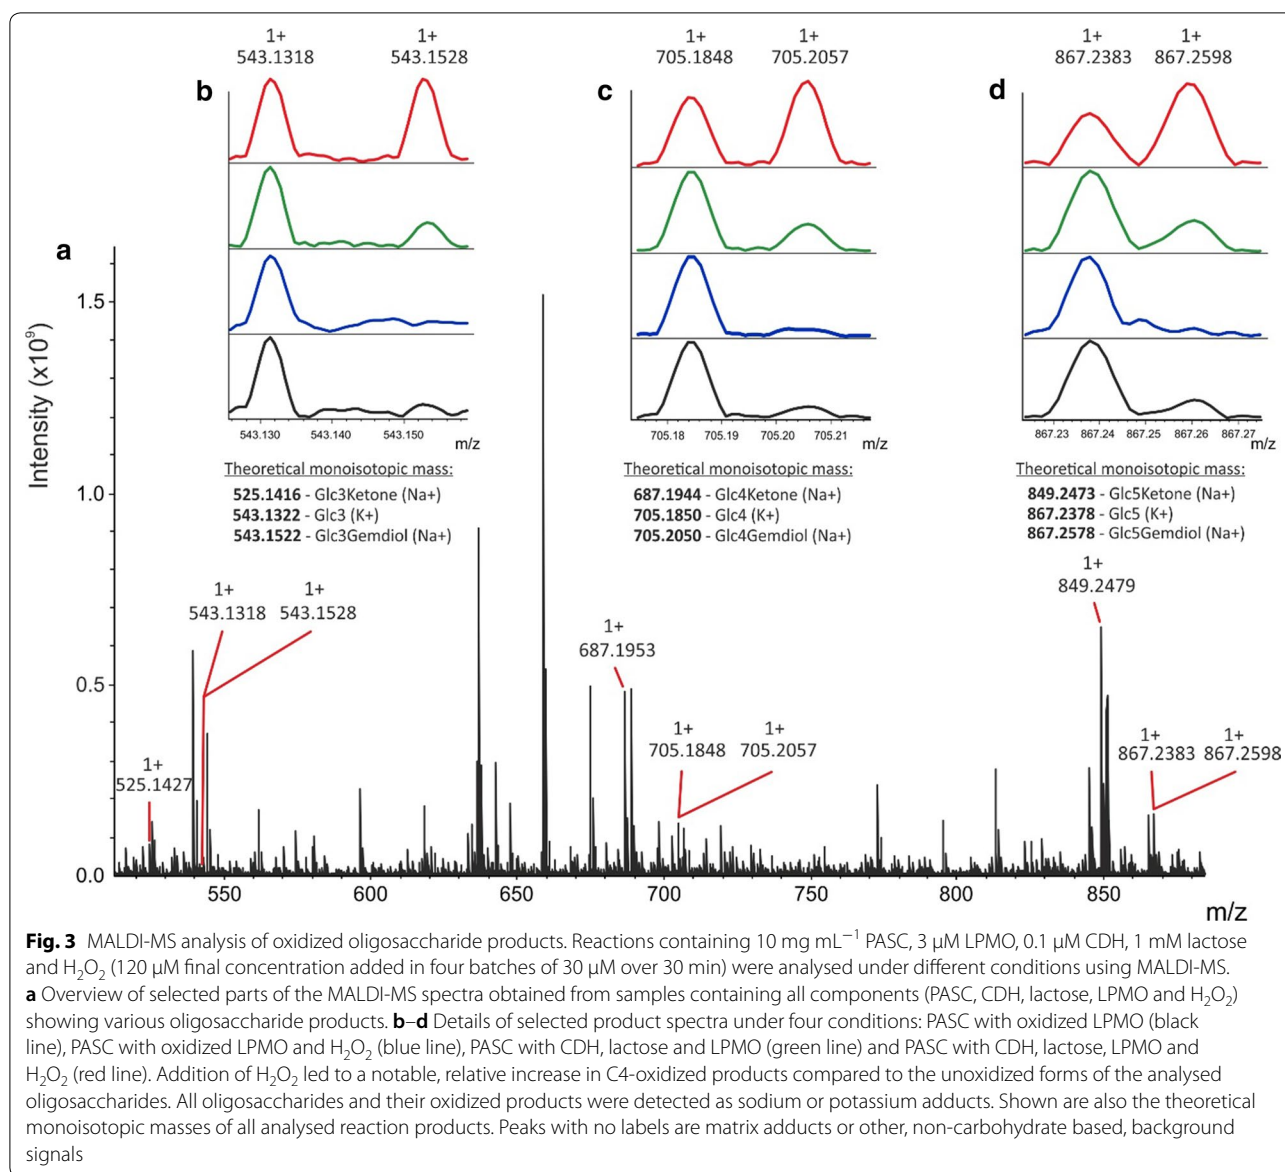 1+ 1+ 1+ 1+ 1+ 1+
543.1318 543.1528 705.1848 705.2057 867.2383 867.2598
b c d
a
Intensity (x10⁹)
1.5
1.0
0.5
0.0
543.130 543.140 543.150 m/z
705.18 705.19 705.20 705.21 m/z
867.23 867.24 867.25 867.26 867.27 m/z
Theoretical monoisotopic mass:
525.1416 - Glc3Ketone (Na+)
543.1322 - Glc3 (K+)
543.1522 - Glc3Gemdiol (Na+)
Theoretical monoisotopic mass:
687.1944 - Glc4Ketone (Na+)
705.1850 - Glc4 (K+)
705.2050 - Glc4Gemdiol (Na+)
Theoretical monoisotopic mass:
849.2473 - Glc5Ketone (Na+)
867.2378 - Glc5 (K+)
867.2578 - Glc5Gemdiol (Na+)
1+
525.1427
1+ 1+
543.1318 543.1528
1+
687.1953
1+ 1+
705.1848 705.2057
1+
849.2479
1+ 1+
867.2383 867.2598
550 600 650 700 750 800 850
m/z
Fig. 3 MALDI-MS analysis of oxidized oligosaccharide products. Reactions containing 10 mg mL⁻¹ PASC, 3 µM LPMO, 0.1 µM CDH, 1 mM lactose
and H₂O₂ (120 µM final concentration added in four batches of 30 µM over 30 min) were analysed under different conditions using MALDI-MS.
a Overview of selected parts of the MALDI-MS spectra obtained from samples containing all components (PASC, CDH, lactose, LPMO and H₂O₂)
showing various oligosaccharide products. b–d Details of selected product spectra under four conditions: PASC with oxidized LPMO (black
line), PASC with oxidized LPMO and H₂O₂ (blue line), PASC with CDH, lactose and LPMO (green line) and PASC with CDH, lactose, LPMO and
H₂O₂ (red line). Addition of H₂O₂ led to a notable, relative increase in C4-oxidized products compared to the unoxidized forms of the analysed
oligosaccharides. All oligosaccharides and their oxidized products were detected as sodium or potassium adducts. Shown are also the theoretical
monoisotopic masses of all analysed reaction products. Peaks with no labels are matrix adducts or other, non-carbohydrate based, background
signals